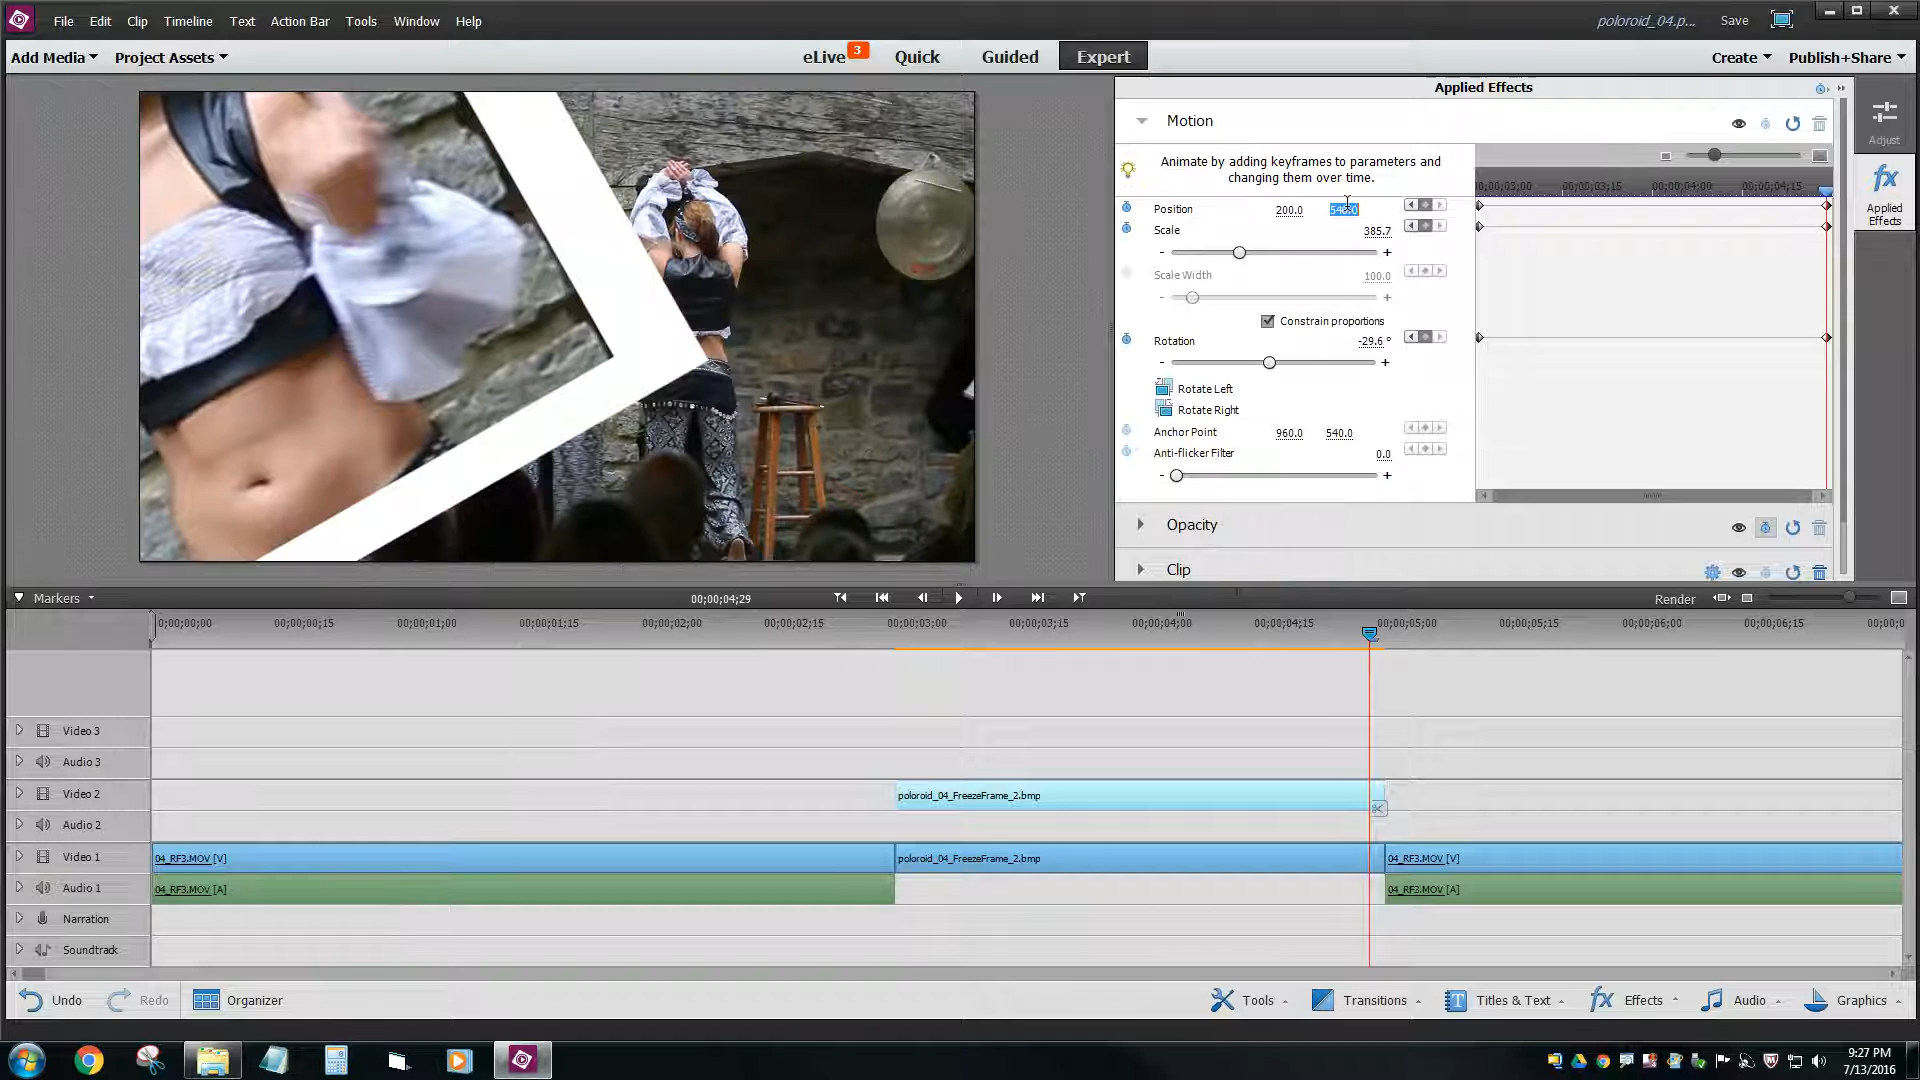 File Edit Clip Timeline Text Action Bar Tools Window Help poloroid_04.p... Save
Add Media Project Assets eLive 3 Quick Guided Expert Create Publish+Share
Applied Effects
Motion
Adjust
Animate by adding keyframes to parameters and
changing them over time.
00;00;03;00 00;00;03;15 00;00;04;00 00;00;04;15
Applied
Effects
Position 200.0 540.0
Scale 385.7
- +
Scale Width 100.0
- +
Constrain proportions
Rotation -29.6 °
- +
Rotate Left
Rotate Right
Anchor Point 960.0 540.0
Anti-flicker Filter 0.0
- +
Opacity
Clip
Markers 00;00;04;29 Render
0;00;00;00 00;00;00;15 00;00;01;00 00;00;01;15 00;00;02;00 00;00;02;15 00;00;03;00 00;00;03;15 00;00;04;00 00;00;04;15 00;00;05;00 00;00;05;15 00;00;06;00 00;00;06;15 00;00;0
Video 3
Audio 3
Video 2 poloroid_04_FreezeFrame_2.bmp
Audio 2
Video 1 04_RF3.MOV [V] poloroid_04_FreezeFrame_2.bmp 04_RF3.MOV [V]
Audio 1 04_RF3.MOV [A] 04_RF3.MOV [A]
Narration
Soundtrack
Undo Redo Organizer Tools Transitions Titles & Text fx Effects Audio Graphics
9:27 PM
7/13/2016